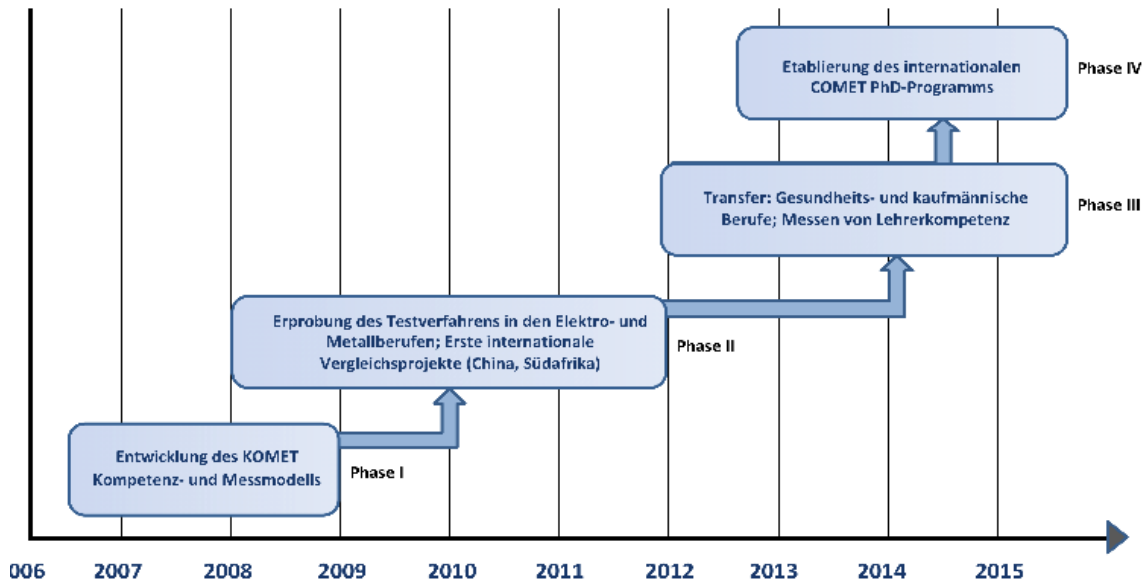 Etablierung des internationalen
COMET PhD-Programms
Phase IV
Transfer: Gesundheits- und kaufmännische
Berufe; Messen von Lehrerkompetenz
Phase III
Erprobung des Testverfahrens in den Elektro- und
Metallberufen; Erste internationale
Vergleichsprojekte (China, Südafrika)
Phase II
Entwicklung des KOMET
Kompetenz- und Messmodells
Phase I
2006 2007 2008 2009 2010 2011 2012 2013 2014 2015